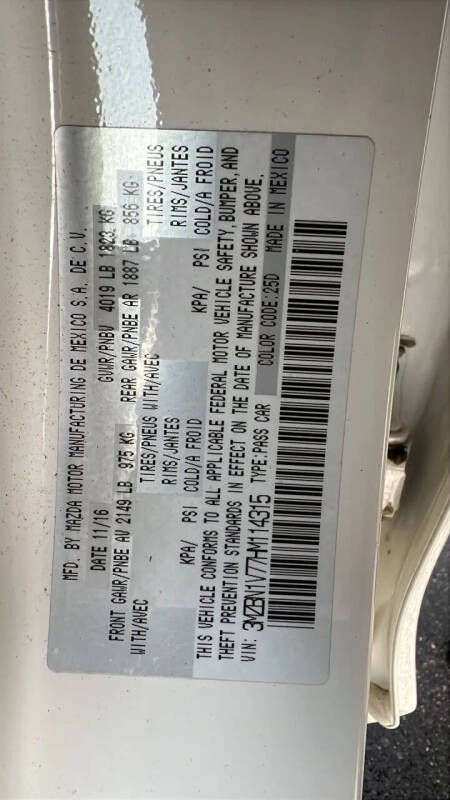 MFD. BY MAZDA MOTOR MANUFACTURING DE MEXICO S.A. DE C.V.
DATE 11/16 GVWR/PNBV 4019 LB 1823 KG
FRONT GAWR/PNBE AV 2149 LB 975 KG REAR GAWR/PNBE AR 1887 LB 856 KG
WITH/AVEC TIRES/PNEUS WITH/AVEC TIRES/PNEUS
RIMS/JANTES RIMS/JANTES
KPA/ PSI COLD/A FROID KPA/ PSI COLD/A FROID
THIS VEHICLE CONFORMS TO ALL APPLICABLE FEDERAL MOTOR VEHICLE SAFETY, BUMPER, AND
THEFT PREVENTION STANDARDS IN EFFECT ON THE DATE OF MANUFACTURE SHOWN ABOVE.
VIN: 3MZBN1V77HM114315 TYPE:PASS CAR COLOR CODE:25D MADE IN MEXICO